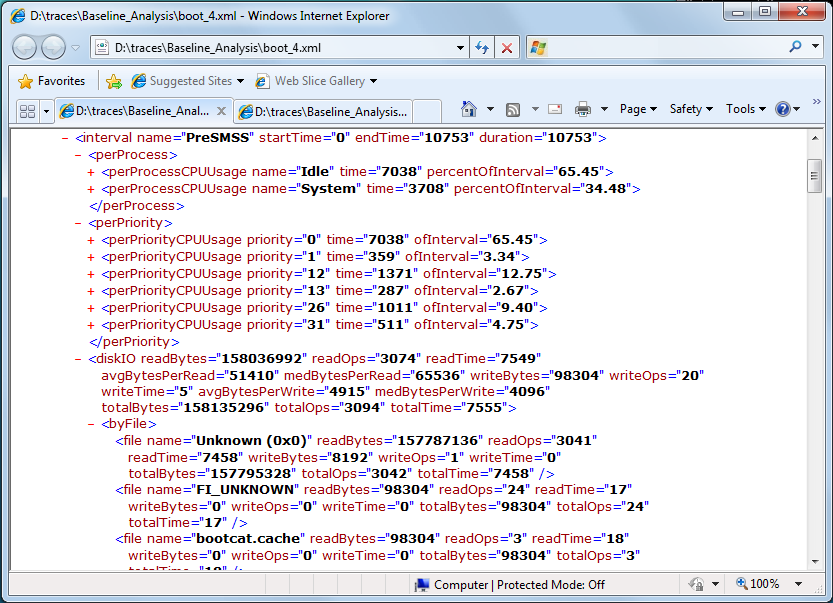 D:\traces\Baseline_Analysis\boot_4.xml - Windows Internet Explorer
D:\traces\Baseline_Analysis\boot_4.xml
Favorites Suggested Sites Web Slice Gallery
D:\traces\Baseline_Anal... D:\traces\Baseline_Analysis... Page Safety Tools
- <interval name="PreSMSS" startTime="0" endTime="10753" duration="10753">
- <perProcess>
+ <perProcessCPUUsage name="Idle" time="7038" percentOfInterval="65.45">
+ <perProcessCPUUsage name="System" time="3708" percentOfInterval="34.48">
</perProcess>
- <perPriority>
+ <perPriorityCPUUsage priority="0" time="7038" ofInterval="65.45">
+ <perPriorityCPUUsage priority="1" time="359" ofInterval="3.34">
+ <perPriorityCPUUsage priority="12" time="1371" ofInterval="12.75">
+ <perPriorityCPUUsage priority="13" time="287" ofInterval="2.67">
+ <perPriorityCPUUsage priority="26" time="1011" ofInterval="9.40">
+ <perPriorityCPUUsage priority="31" time="511" ofInterval="4.75">
</perPriority>
- <diskIO readBytes="158036992" readOps="3074" readTime="7549"
avgBytesPerRead="51410" medBytesPerRead="65536" writeBytes="98304" writeOps="20"
writeTime="5" avgBytesPerWrite="4915" medBytesPerWrite="4096"
totalBytes="158135296" totalOps="3094" totalTime="7555">
- <byFile>
<file name="Unknown (0x0)" readBytes="157787136" readOps="3041"
readTime="7458" writeBytes="8192" writeOps="1" writeTime="0"
totalBytes="157795328" totalOps="3042" totalTime="7458" />
<file name="FI_UNKNOWN" readBytes="98304" readOps="24" readTime="17"
writeBytes="0" writeOps="0" writeTime="0" totalBytes="98304" totalOps="24"
totalTime="17" />
<file name="bootcat.cache" readBytes="98304" readOps="3" readTime="18"
writeBytes="0" writeOps="0" writeTime="0" totalBytes="98304" totalOps="3"
Computer | Protected Mode: Off 100%